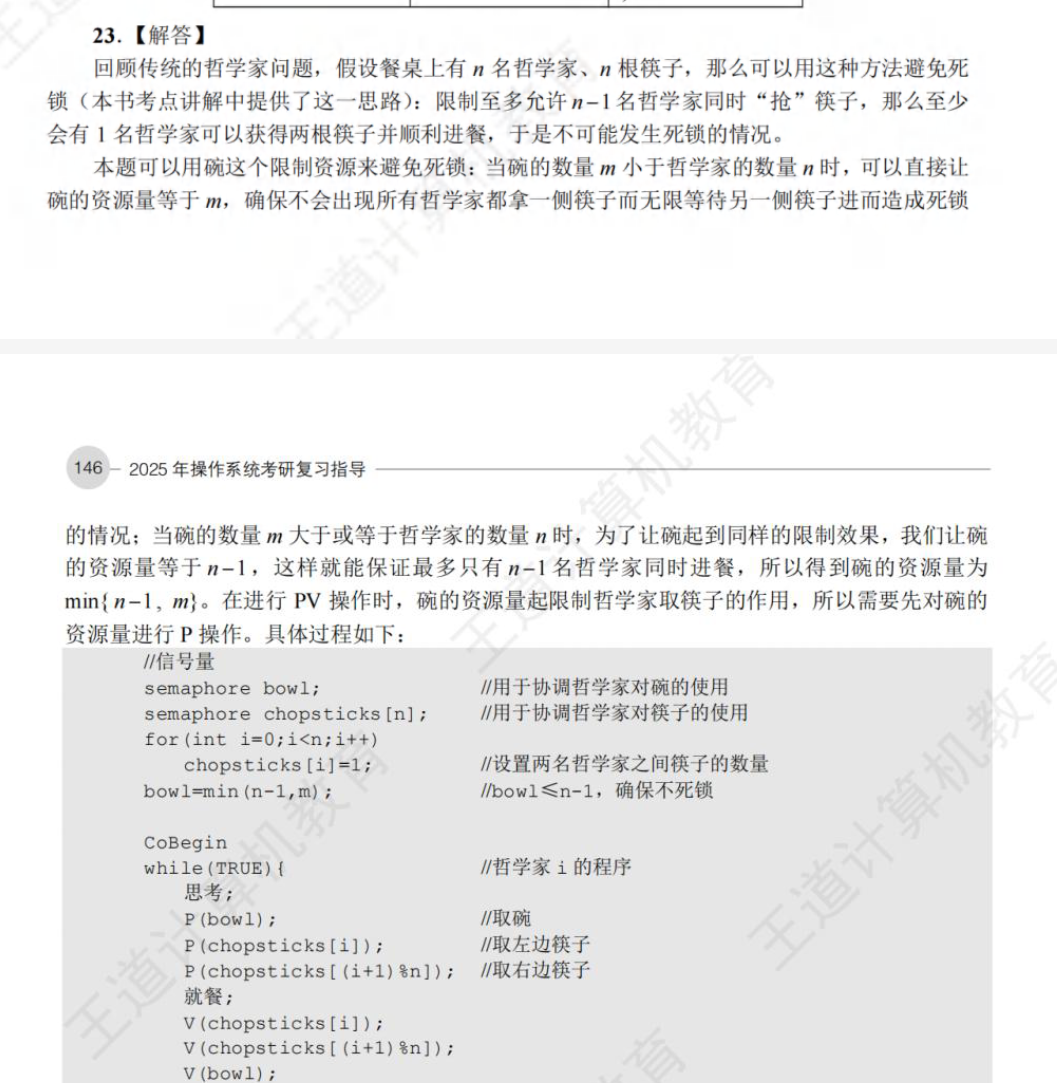 23.【解答】
回顾传统的哲学家问题，假设餐桌上有 n 名哲学家、n 根筷子，那么可以用这种方法避免死
锁（本书考点讲解中提供了这一思路）：限制至多允许 n−1 名哲学家同时“抢”筷子，那么至少
会有 1 名哲学家可以获得两根筷子并顺利进餐，于是不可能发生死锁的情况。
本题可以用碗这个限制资源来避免死锁：当碗的数量 m 小于哲学家的数量 n 时，可以直接让
碗的资源量等于 m，确保不会出现所有哲学家都拿一侧筷子而无限等待另一侧筷子进而造成死锁
146 2025 年操作系统考研复习指导
的情况；当碗的数量 m 大于或等于哲学家的数量 n 时，为了让碗起到同样的限制效果，我们让碗
的资源量等于 n−1，这样就能保证最多只有 n−1 名哲学家同时进餐，所以得到碗的资源量为
min{ n−1, m}。在进行 PV 操作时，碗的资源量起限制哲学家取筷子的作用，所以需要先对碗的
资源量进行 P 操作。具体过程如下：
//信号量
semaphore bowl; //用于协调哲学家对碗的使用
semaphore chopsticks[n]; //用于协调哲学家对筷子的使用
for(int i=0;i<n;i++)
chopsticks[i]=1; //设置两名哲学家之间筷子的数量
bowl=min(n-1,m); //bowl⩽n-1，确保不死锁
CoBegin
while(TRUE){ //哲学家 i 的程序
思考;
P(bowl); //取碗
P(chopsticks[i]); //取左边筷子
P(chopsticks[(i+1)%n]); //取右边筷子
就餐;
V(chopsticks[i]);
V(chopsticks[(i+1)%n]);
V(bowl);
王道计算机教育